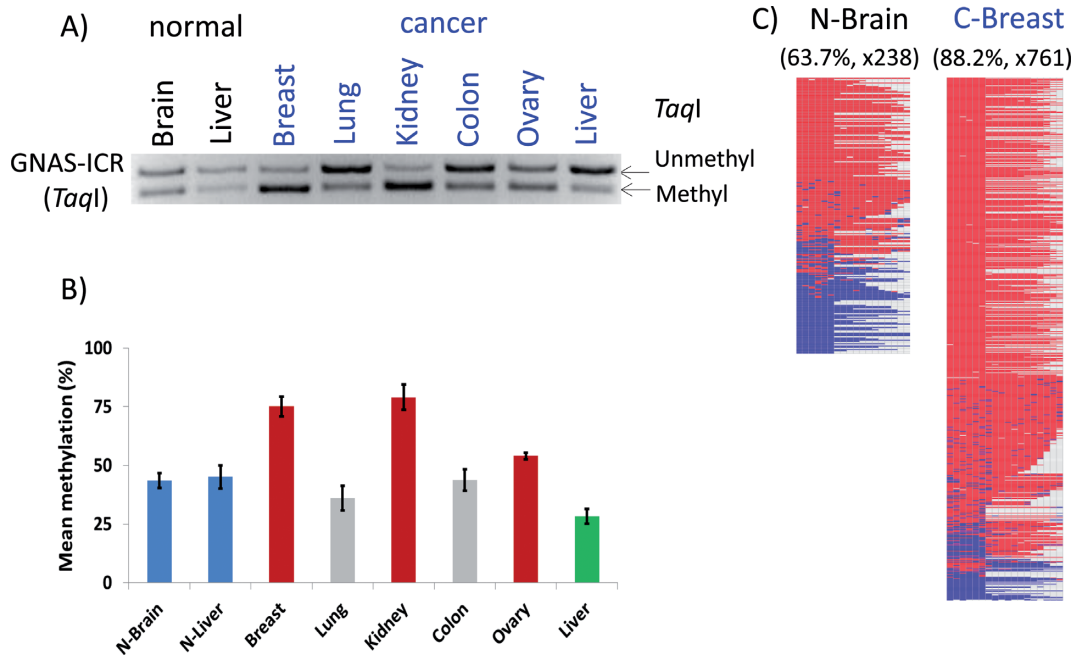 A)
normal
cancer
Brain
Liver
Breast
Lung
Kidney
Colon
Ovary
Liver
TaqI
GNAS-ICR
(TaqI)
Unmethyl
Methyl
B)
Mean methylation (%)
100
75
50
25
0
N-Brain
N-Liver
Breast
Lung
Kidney
Colon
Ovary
Liver
C)
N-Brain
C-Breast
(63.7%, x238)
(88.2%, x761)